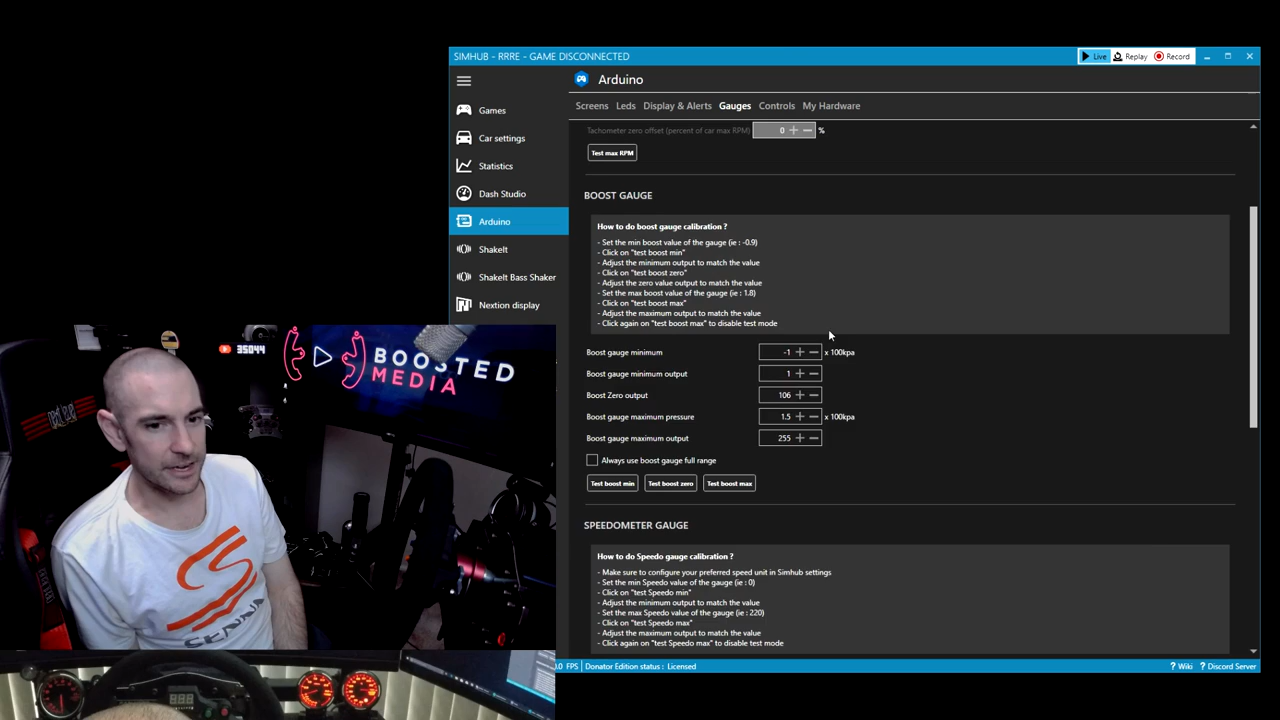 SIMHUB - RRRE - GAME DISCONNECTED
Live
Replay
Record
Arduino
Screens
Leds
Display & Alerts
Gauges
Controls
My Hardware
Games
Car settings
Statistics
Dash Studio
Arduino
ShakeIt
ShakeIt Bass Shaker
Nextion display
Tachometer zero offset (percent of car max RPM)
0
%
Test max RPM
BOOST GAUGE
How to do boost gauge calibration ?
- Set the min boost value of the gauge (ie : -0.9)
- Click on "test boost min"
- Adjust the minimum output to match the value
- Click on "test boost zero"
- Adjust the zero value output to match the value
- Set the max boost value of the gauge (ie : 1.8)
- Click on "test boost max"
- Adjust the maximum output to match the value
- Click again on "test boost max" to disable test mode
Boost gauge minimum -1 x 100kpa
Boost gauge minimum output 1
Boost Zero output 106
Boost gauge maximum pressure 1.5 x 100kpa
Boost gauge maximum output 255
Always use boost gauge full range
Test boost min
Test boost zero
Test boost max
SPEEDOMETER GAUGE
How to do Speedo gauge calibration ?
- Make sure to configure your preferred speed unit in Simhub settings
- Set the min Speedo value of the gauge (ie : 0)
- Click on "test Speedo min"
- Adjust the minimum output to match the value
- Set the max Speedo value of the gauge (ie : 220)
- Click on "test Speedo max"
- Adjust the maximum output to match the value
- Click again on "test Speedo max" to disable test mode
FPS
Donator Edition status : Licensed
? Wiki
? Discord Server
35044
BOOSTED
MEDIA
SENNA